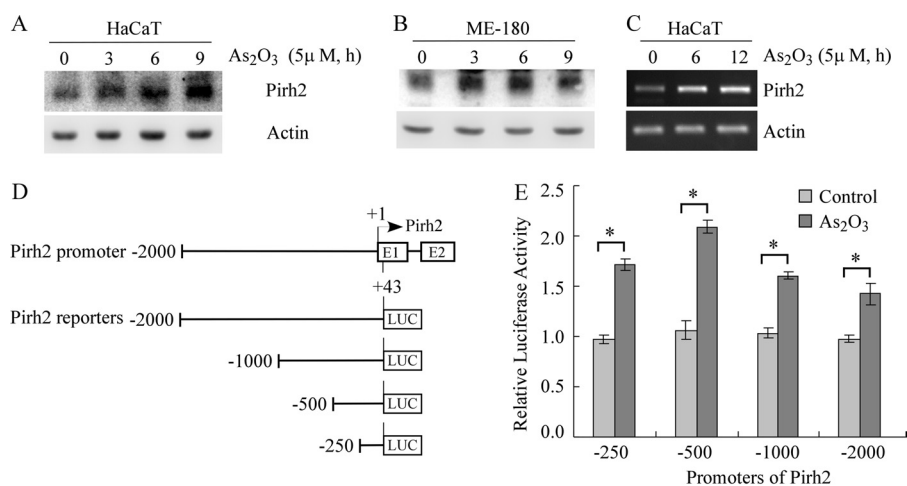 A
HaCaT
0 3 6 9 As₂O₃ (5μ M, h)
Pirh2
Actin
B
ME-180
0 3 6 9
C
HaCaT
0 6 12 As₂O₃ (5μ M, h)
Pirh2
Actin
D
+1
Pirh2
Pirh2 promoter -2000 E1 E2
+43
Pirh2 reporters -2000 LUC
-1000 LUC
-500 LUC
-250 LUC
E
Relative Luciferase Activity
2.5
2.0
1.5
1.0
0.5
0.0
Control
As₂O₃
* * * *
-250 -500 -1000 -2000
Promoters of Pirh2